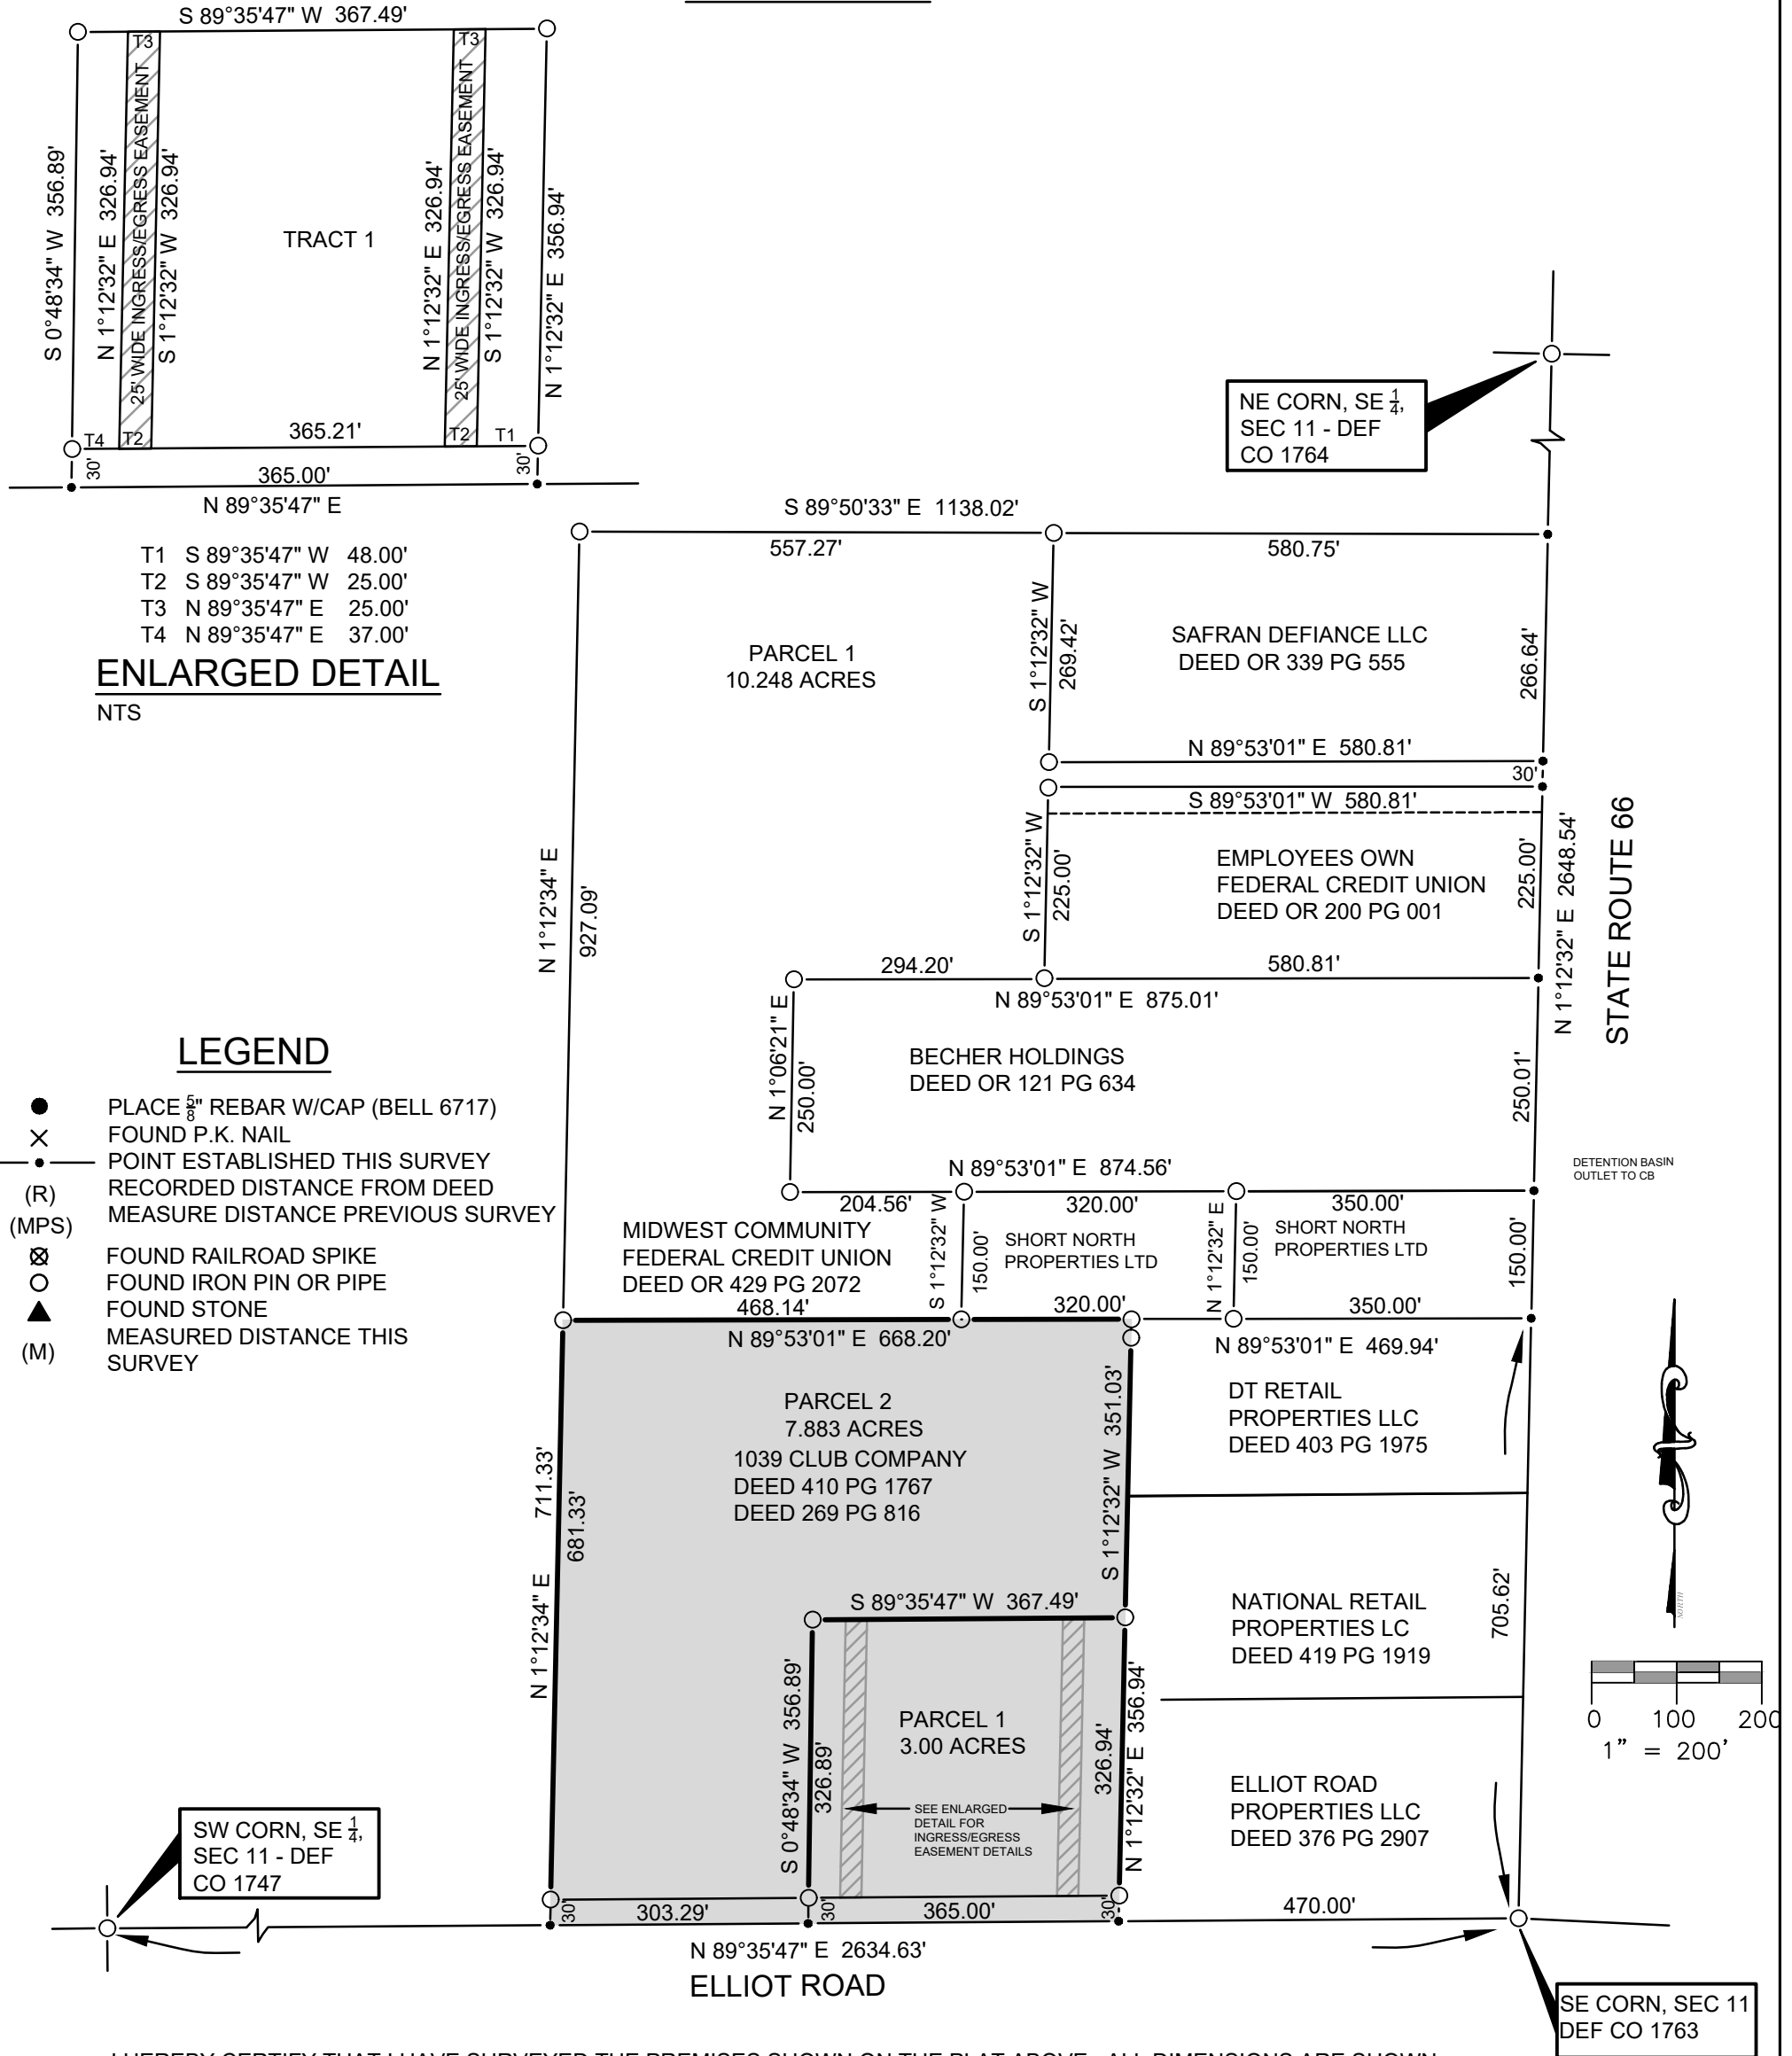 S 89°35'47" W 367.49'
T3
T3
S 0°48'34" W 356.89'
N 1°12'32" E 326.94'
25' WIDE INGRESS/EGRESS EASEMENT
S 1°12'32" W 326.94'
TRACT 1
N 1°12'32" E 326.94'
25' WIDE INGRESS/EGRESS EASEMENT
S 1°12'32" W 326.94'
N 1°12'32" E 356.94'
T4
T2
365.21'
T2
T1
30'
365.00'
30'
N 89°35'47" E
T1 S 89°35'47" W 48.00'
T2 S 89°35'47" W 25.00'
T3 N 89°35'47" E 25.00'
T4 N 89°35'47" E 37.00'
ENLARGED DETAIL
NTS
NE CORN, SE 1/4,
SEC 11 - DEF
CO 1764
S 89°50'33" E 1138.02'
557.27'
580.75'
PARCEL 1
10.248 ACRES
S 1°12'32" W
269.42'
SAFRAN DEFIANCE LLC
DEED OR 339 PG 555
266.64'
N 89°53'01" E 580.81'
30'
S 89°53'01" W 580.81'
N 1°12'34" E
927.09'
S 1°12'32" W
225.00'
EMPLOYEES OWN
FEDERAL CREDIT UNION
DEED OR 200 PG 001
225.00'
N 1°12'32" E 2648.54'
STATE ROUTE 66
294.20'
580.81'
N 89°53'01" E 875.01'
N 1°06'21" E
250.00'
BECHER HOLDINGS
DEED OR 121 PG 634
250.01'
LEGEND
PLACE 5/8" REBAR W/CAP (BELL 6717)
FOUND P.K. NAIL
POINT ESTABLISHED THIS SURVEY
(R) RECORDED DISTANCE FROM DEED
(MPS) MEASURE DISTANCE PREVIOUS SURVEY
FOUND RAILROAD SPIKE
FOUND IRON PIN OR PIPE
FOUND STONE
(M) MEASURED DISTANCE THIS
SURVEY
DETENTION BASIN
OUTLET TO CB
N 89°53'01" E 874.56'
204.56'
320.00'
350.00'
MIDWEST COMMUNITY
FEDERAL CREDIT UNION
DEED OR 429 PG 2072
S 1°12'32" W
150.00'
SHORT NORTH
PROPERTIES LTD
N 1°12'32" E
150.00'
SHORT NORTH
PROPERTIES LTD
150.00'
468.14'
320.00'
350.00'
N 89°53'01" E 668.20'
N 89°53'01" E 469.94'
PARCEL 2
7.883 ACRES
1039 CLUB COMPANY
DEED 410 PG 1767
DEED 269 PG 816
S 1°12'32" W 351.03'
DT RETAIL
PROPERTIES LLC
DEED 403 PG 1975
N 1°12'34" E 711.33'
681.33'
S 89°35'47" W 367.49'
NATIONAL RETAIL
PROPERTIES LC
DEED 419 PG 1919
705.62'
NORTH
0 100 200
1" = 200'
S 0°48'34" W 356.89'
326.89'
PARCEL 1
3.00 ACRES
326.94'
N 1°12'32" E 356.94'
SEE ENLARGED
DETAIL FOR
INGRESS/EGRESS
EASEMENT DETAILS
ELLIOT ROAD
PROPERTIES LLC
DEED 376 PG 2907
SW CORN, SE 1/4,
SEC 11 - DEF
CO 1747
30'
303.29'
30'
365.00'
30'
470.00'
N 89°35'47" E 2634.63'
ELLIOT ROAD
SE CORN, SEC 11
DEF CO 1763
I HEREBY CERTIFY THAT I HAVE SURVEYED THE PREMISES SHOWN ON THE PLAT ABOVE. ALL DIMENSIONS ARE SHOWN